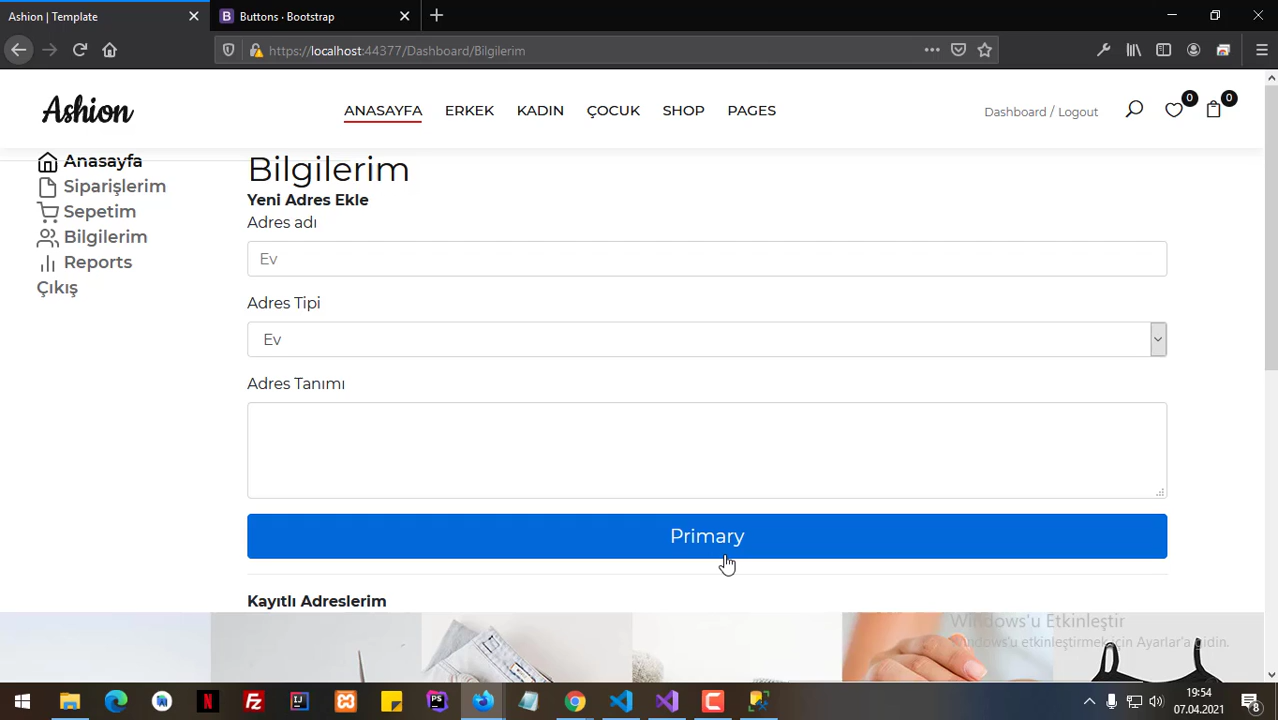 Ashion | Template
Buttons · Bootstrap
https://localhost:44377/Dashboard/Bilgilerim
Ashion
ANASAYFA ERKEK KADIN ÇOCUK SHOP PAGES
Dashboard / Logout
0
0
Anasayfa
Siparişlerim
Sepetim
Bilgilerim
Reports
Çıkış
Bilgilerim
Yeni Adres Ekle
Adres adı
Ev
Adres Tipi
Ev
Adres Tanımı
Primary
Kayıtlı Adreslerim
Windows'u Etkinleştir
Windows'u etkinleştirmek için Ayarlar'a gidin.
19:54
07.04.2021
8